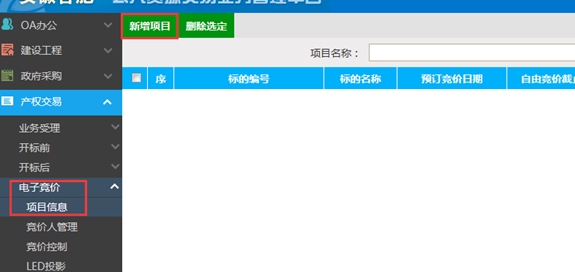 OA办公
建设工程
政府采购
产权交易
业务受理
开标前
开标后
电子竞价
项目信息
竞价人管理
竞价控制
LED投影
新增项目 删除选定
项目名称：
序 标的编号 标的名称 预订竞价日期 自由竞价截